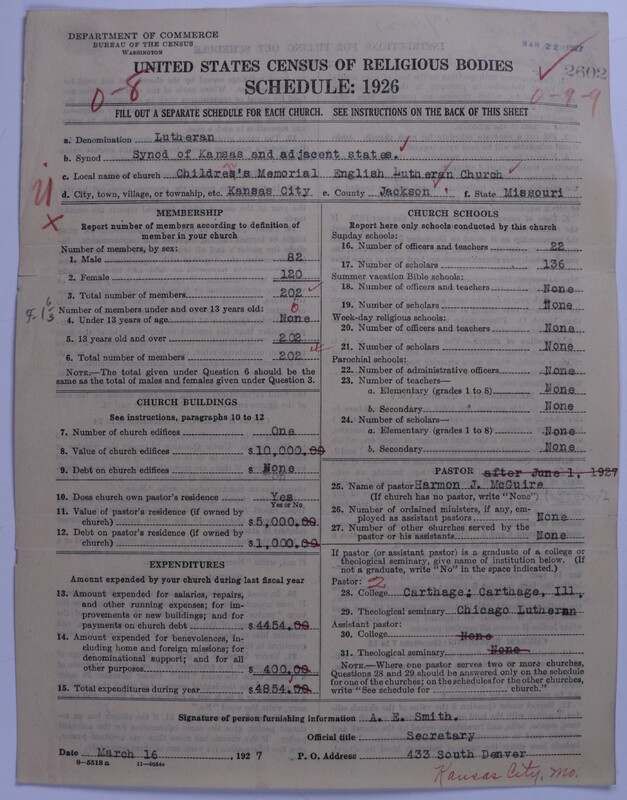 DEPARTMENT OF COMMERCE
BUREAU OF THE CENSUS
WASHINGTON
MAR 22 1927
2602
UNITED STATES CENSUS OF RELIGIOUS BODIES
SCHEDULE: 1926
0-8
0-9-9
FILL OUT A SEPARATE SCHEDULE FOR EACH CHURCH. SEE INSTRUCTIONS ON THE BACK OF THIS SHEET
a. Denomination Lutheran
b. Synod Synod of Kansas and adjacent states.
c. Local name of church Children's Memorial English Lutheran Church
d. City, town, village, or township, etc. Kansas City e. County Jackson f. State Missouri
MEMBERSHIP
Report number of members according to definition of
member in your church
Number of members, by sex:
1. Male 82
2. Female 120
3. Total number of members 202
Number of members under and over 13 years old:
4. Under 13 years of age None
5. 13 years old and over 202
6. Total number of members 202
NOTE.—The total given under Question 6 should be the
same as the total of males and females given under Question 3.
CHURCH BUILDINGS
See instructions, paragraphs 10 to 12
7. Number of church edifices One
8. Value of church edifices $10,000.00
9. Debt on church edifices $ None
10. Does church own pastor's residence Yes
Yes or No
11. Value of pastor's residence (if owned by
church) $5,000.00
12. Debt on pastor's residence (if owned by
church) $1,000.00
EXPENDITURES
Amount expended by your church during last fiscal year
13. Amount expended for salaries, repairs,
and other running expenses; for im-
provements or new buildings; and for
payments on church debt $4454.00
14. Amount expended for benevolences, in-
cluding home and foreign missions; for
denominational support; and for all
other purposes $400.00
15. Total expenditures during year $4854.00
CHURCH SCHOOLS
Report here only schools conducted by this church
Sunday schools:
16. Number of officers and teachers 22
17. Number of scholars 136
Summer vacation Bible schools:
18. Number of officers and teachers None
19. Number of scholars None
Week-day religious schools:
20. Number of officers and teachers None
21. Number of scholars None
Parochial schools:
22. Number of administrative officers None
23. Number of teachers—
a. Elementary (grades 1 to 8) None
b. Secondary None
24. Number of scholars—
a. Elementary (grades 1 to 8) None
b. Secondary None
PASTOR after June 1, 1927
25. Name of pastor Harmon J. McGuire
(If church has no pastor, write "None")
26. Number of ordained ministers, if any, em-
ployed as assistant pastors None
27. Number of other churches served by the
pastor or his assistants None
If pastor (or assistant pastor) is a graduate of a college or
theological seminary, give name of institution below. (If
not a graduate, write "No" in the space indicated.)
Pastor: 2
28. College Carthage; Carthage, Ill,
29. Theological seminary Chicago Lutheran
Assistant pastor:
30. College None
31. Theological seminary None
NOTE.—Where one pastor serves two or more churches,
Questions 28 and 29 should be answered only on the schedule
for one of the churches; on the schedules for the other churches,
write "See schedule for church."
Signature of person furnishing information A. E. Smith.
Official title Secretary
Date March 16, 1927 P. O. Address 433 South Denver
9-5518a 11-9554a
Kansas City, Mo.